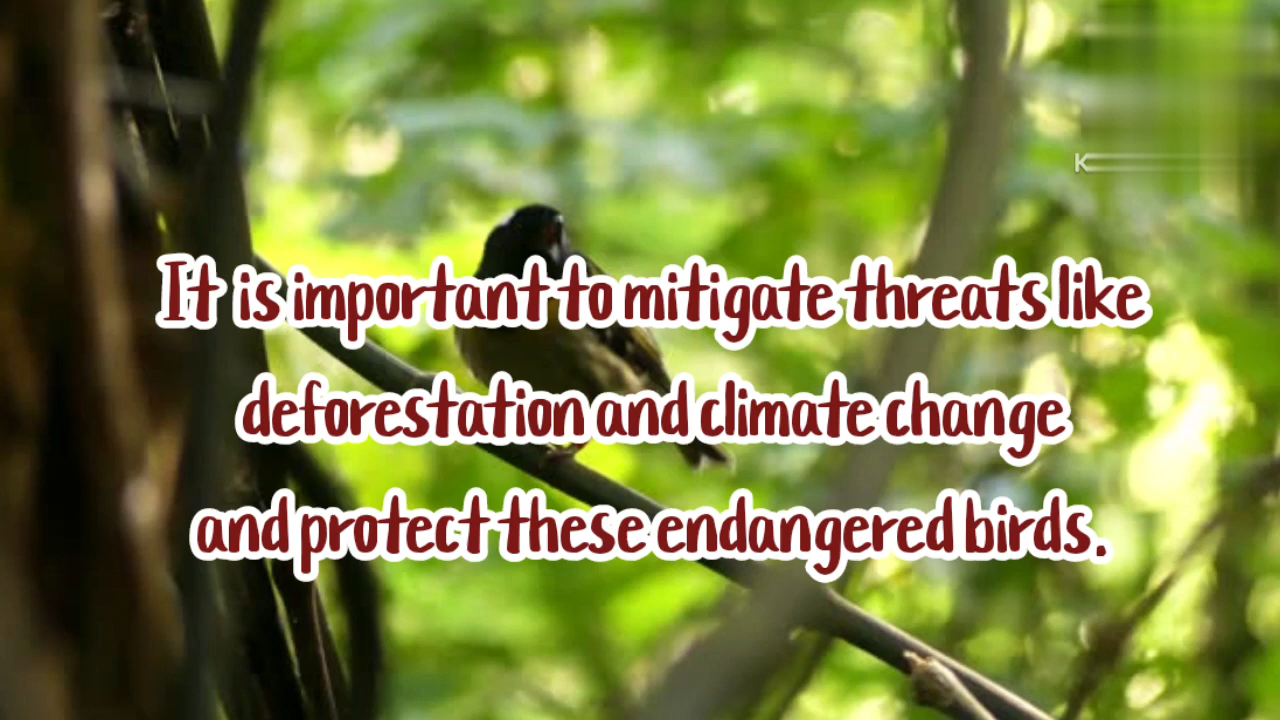 It is important to mitigate threats like
deforestation and climate change
and protect these endangered birds.